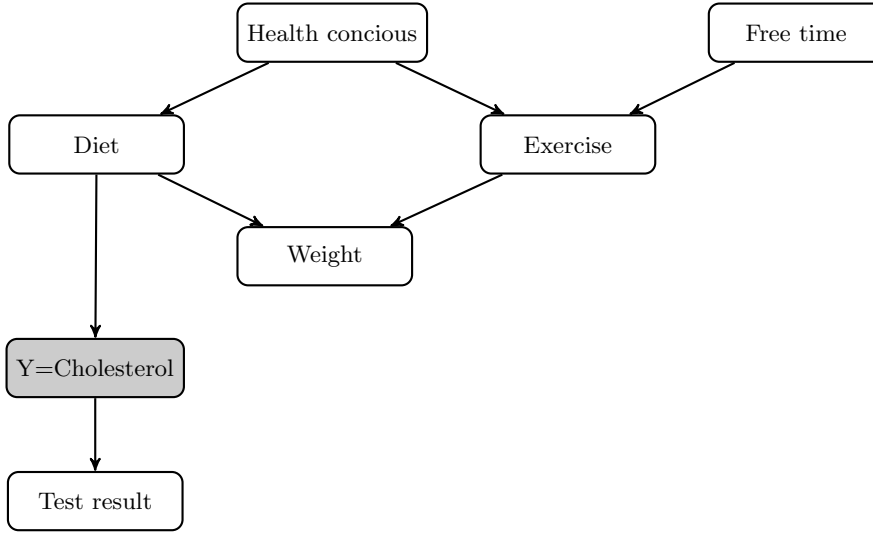 Health concious
Free time
Diet
Exercise
Weight
Y=Cholesterol
Test result